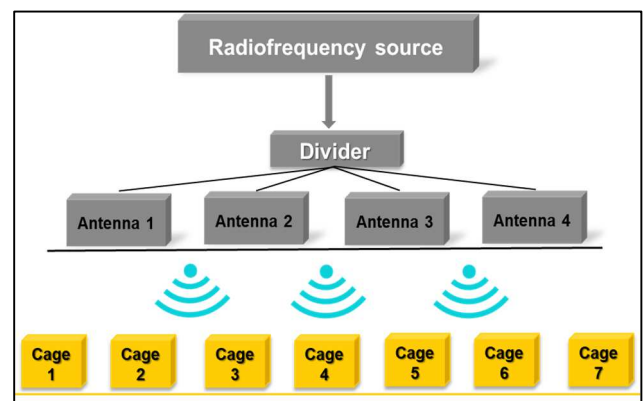 Radiofrequency source
Divider
Antenna 1
Antenna 2
Antenna 3
Antenna 4
Cage
1
Cage
2
Cage
3
Cage
4
Cage
5
Cage
6
Cage
7